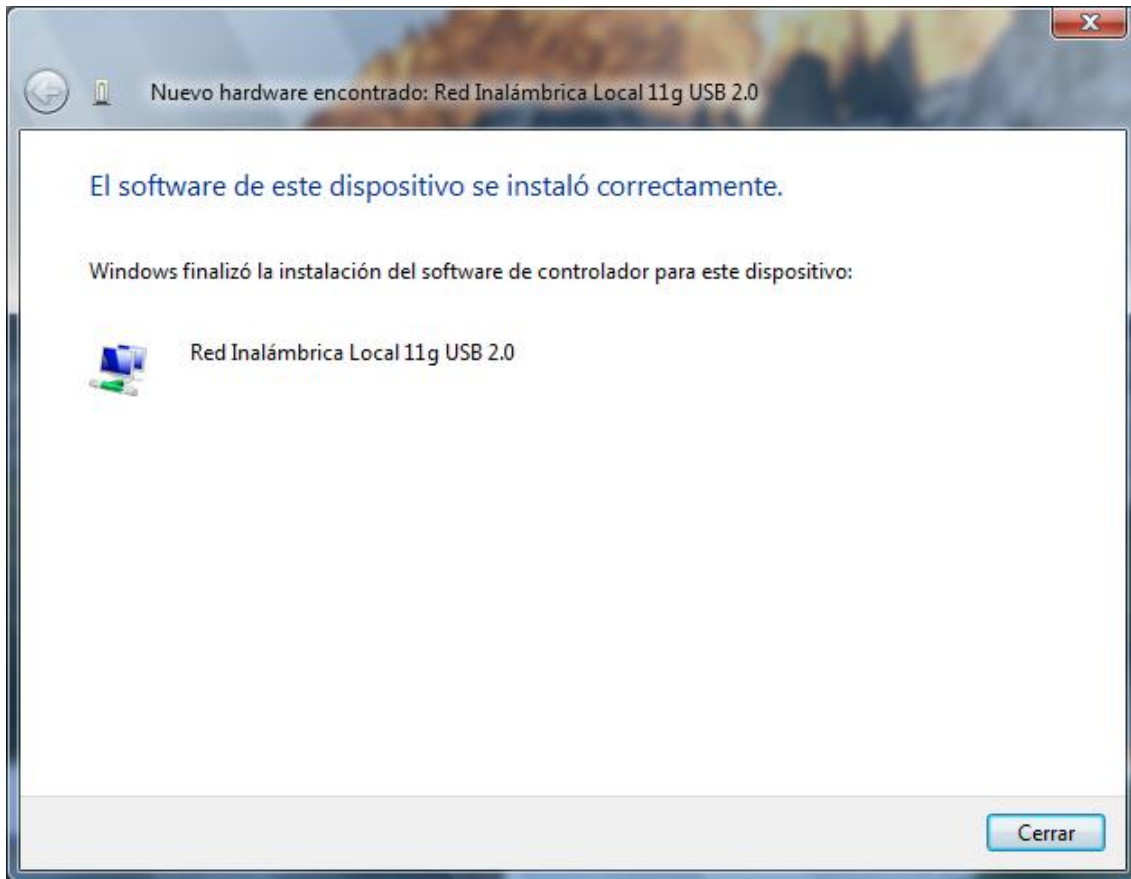 Nuevo hardware encontrado: Red Inalámbrica Local 11g USB 2.0
El software de este dispositivo se instaló correctamente.
Windows finalizó la instalación del software de controlador para este dispositivo:
Red Inalámbrica Local 11g USB 2.0
Cerrar